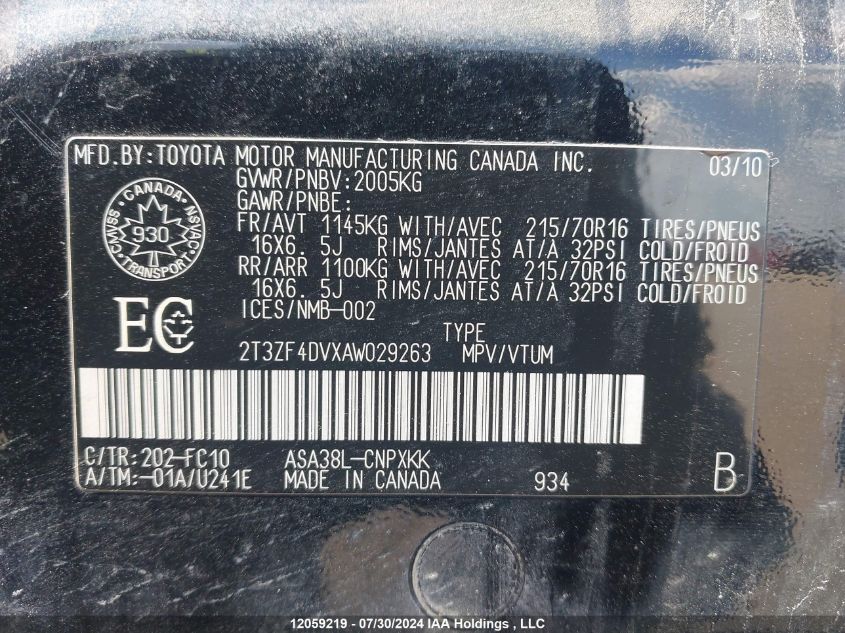 MFD.BY:TOYOTA MOTOR MANUFACTURING CANADA INC. 03/10
GVWR/PNBV:2005KG
GAWR/PNBE:
FR/AVT 1145KG WITH/AVEC 215/70R16 TIRES/PNEUS
16X6. 5J RIMS/JANTES AT/A 32PSI COLD/FROID
RR/ARR 1100KG WITH/AVEC 215/70R16 TIRES/PNEUS
16X6. 5J RIMS/JANTES AT/A 32PSI COLD/FROID
ICES/NMB-002
CANADA
CMVSS 930 NSVAC
TRANSPORT
EC
TYPE
2T3ZF4DVXAW029263 MPV/VTUM
C/TR:202-FC10 ASA38L-CNPXKK
A/TM:-01A/U241E MADE IN CANADA 934 B
12059219 - 07/30/2024 IAA Holdings , LLC